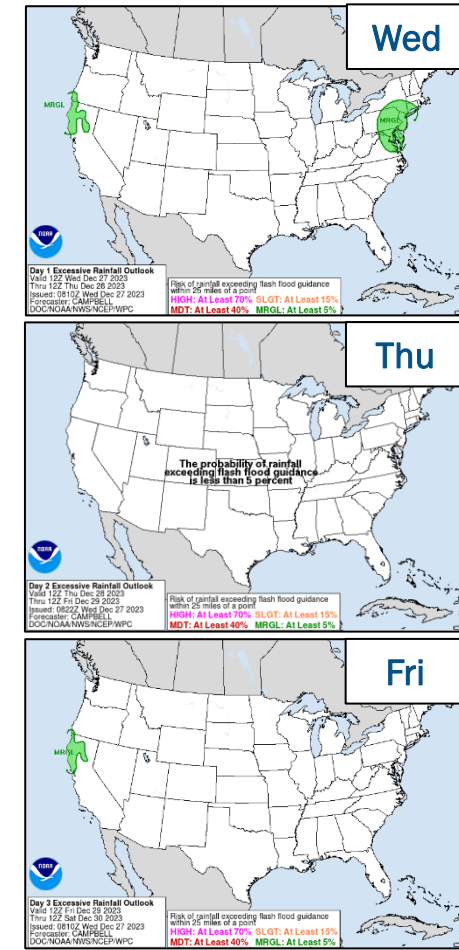 Wed
MRGL
MRGL
NOAA
Day 1 Excessive Rainfall Outlook
Valid 12Z Wed Dec 27 2023
Thru 12Z Thu Dec 28 2023
Issued: 0810Z Wed Dec 27 2023
Forecaster: CAMPBELL
DOC/NOAA/NWS/NCEP/WPC
Risk of rainfall exceeding flash flood guidance
within 25 miles of a point
HIGH: At Least 70% SLGT: At Least 15%
MDT: At Least 40% MRGL: At Least 5%
Thu
The probability of rainfall
exceeding flash flood guidance
is less than 5 percent
NOAA
Day 2 Excessive Rainfall Outlook
Valid 12Z Thu Dec 28 2023
Thru 12Z Fri Dec 29 2023
Issued: 0822Z Wed Dec 27 2023
Forecaster: CAMPBELL
DOC/NOAA/NWS/NCEP/WPC
Risk of rainfall exceeding flash flood guidance
within 25 miles of a point
HIGH: At Least 70% SLGT: At Least 15%
MDT: At Least 40% MRGL: At Least 5%
Fri
MRGL
NOAA
Day 3 Excessive Rainfall Outlook
Valid 12Z Fri Dec 29 2023
Thru 12Z Sat Dec 30 2023
Issued: 0810Z Wed Dec 27 2023
Forecaster: CAMPBELL
DOC/NOAA/NWS/NCEP/WPC
Risk of rainfall exceeding flash flood guidance
within 25 miles of a point
HIGH: At Least 70% SLGT: At Least 15%
MDT: At Least 40% MRGL: At Least 5%